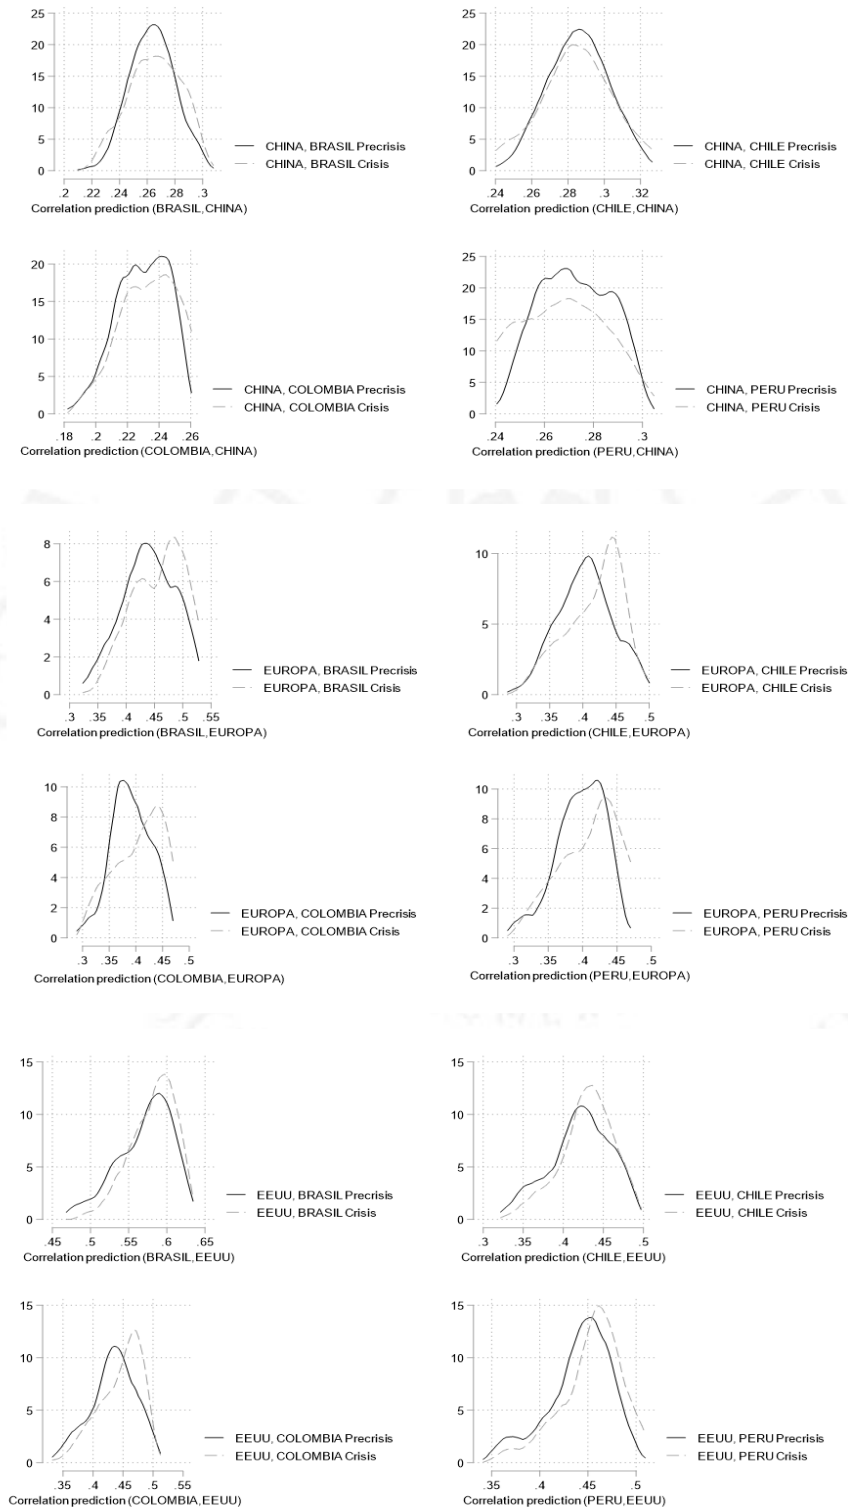 25
20
15
10
5
0
.2 .22 .24 .26 .28 .3
Correlation prediction (BRASIL,CHINA)
CHINA, BRASIL Precrisis
CHINA, BRASIL Crisis
25
20
15
10
5
0
.24 .26 .28 .3 .32
Correlation prediction (CHILE,CHINA)
CHINA, CHILE Precrisis
CHINA, CHILE Crisis
20
15
10
5
0
.18 .2 .22 .24 .26
Correlation prediction (COLOMBIA,CHINA)
CHINA, COLOMBIA Precrisis
CHINA, COLOMBIA Crisis
25
20
15
10
5
0
.24 .26 .28 .3
Correlation prediction (PERU,CHINA)
CHINA, PERU Precrisis
CHINA, PERU Crisis
8
6
4
2
0
.3 .35 .4 .45 .5 .55
Correlation prediction (BRASIL,EUROPA)
EUROPA, BRASIL Precrisis
EUROPA, BRASIL Crisis
10
5
0
.3 .35 .4 .45 .5
Correlation prediction (CHILE,EUROPA)
EUROPA, CHILE Precrisis
EUROPA, CHILE Crisis
10
8
6
4
2
0
.3 .35 .4 .45 .5
Correlation prediction (COLOMBIA,EUROPA)
EUROPA, COLOMBIA Precrisis
EUROPA, COLOMBIA Crisis
10
8
6
4
2
0
.3 .35 .4 .45 .5
Correlation prediction (PERU,EUROPA)
EUROPA, PERU Precrisis
EUROPA, PERU Crisis
15
10
5
0
.45 .5 .55 .6 .65
Correlation prediction (BRASIL,EEUU)
EEUU, BRASIL Precrisis
EEUU, BRASIL Crisis
15
10
5
0
.3 .35 .4 .45 .5
Correlation prediction (CHILE,EEUU)
EEUU, CHILE Precrisis
EEUU, CHILE Crisis
15
10
5
0
.35 .4 .45 .5 .55
Correlation prediction (COLOMBIA,EEUU)
EEUU, COLOMBIA Precrisis
EEUU, COLOMBIA Crisis
15
10
5
0
.35 .4 .45 .5
Correlation prediction (PERU,EEUU)
EEUU, PERU Precrisis
EEUU, PERU Crisis